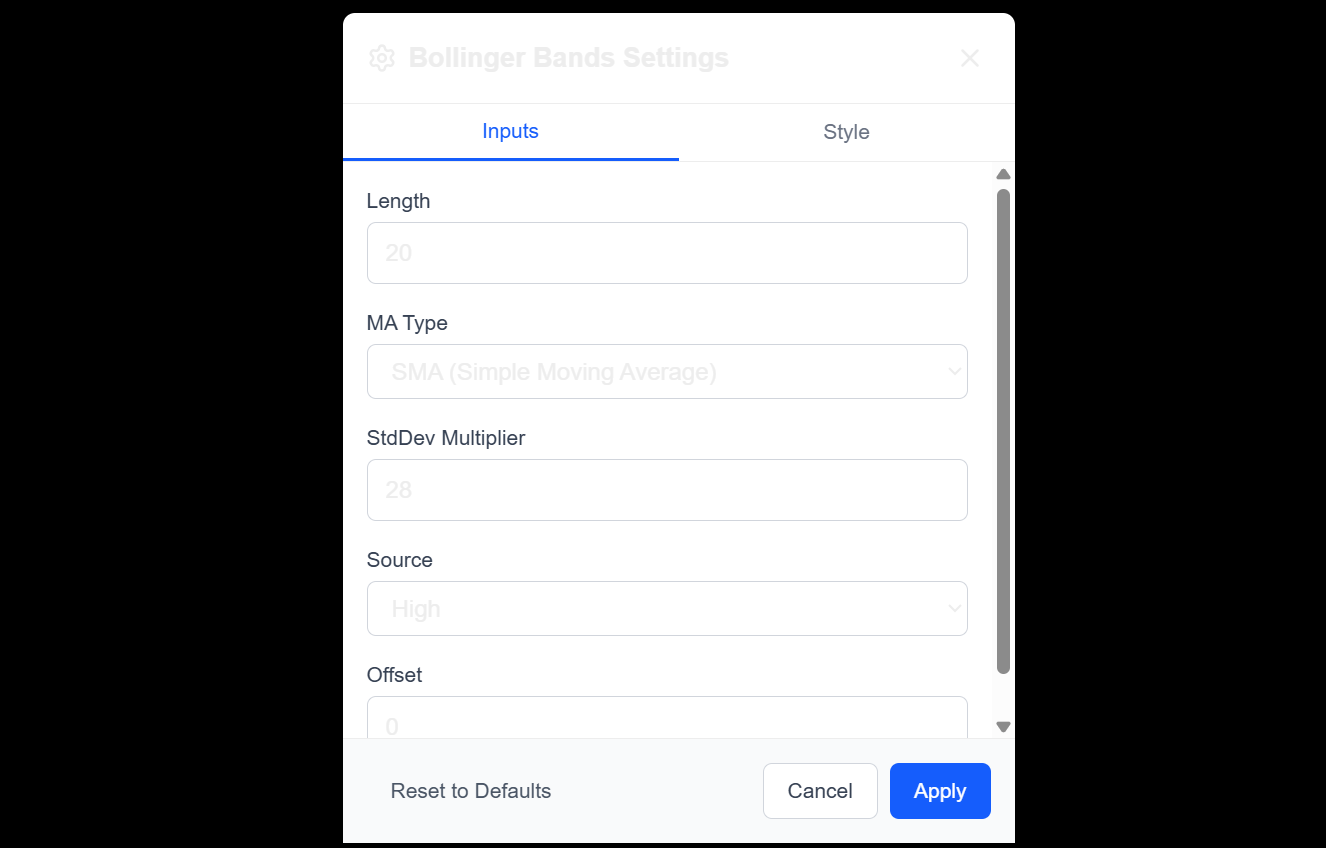 Bollinger Bands Settings
Inputs
Style
Length
20
MA Type
SMA (Simple Moving Average)
StdDev Multiplier
28
Source
High
Offset
0
Reset to Defaults
Cancel
Apply